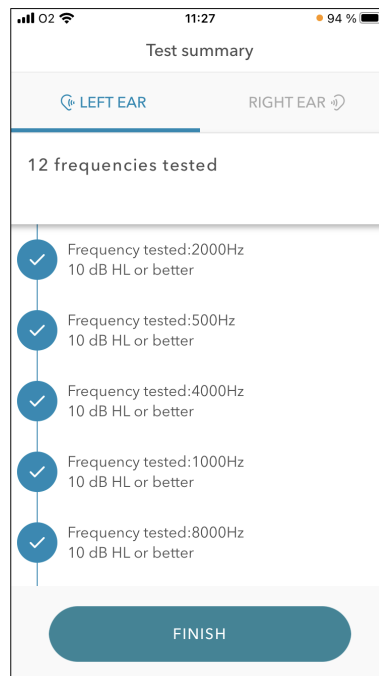 O2 11:27 94 %
Test summary
LEFT EAR RIGHT EAR
12 frequencies tested
Frequency tested:2000Hz
10 dB HL or better
Frequency tested:500Hz
10 dB HL or better
Frequency tested:4000Hz
10 dB HL or better
Frequency tested:1000Hz
10 dB HL or better
Frequency tested:8000Hz
10 dB HL or better
FINISH